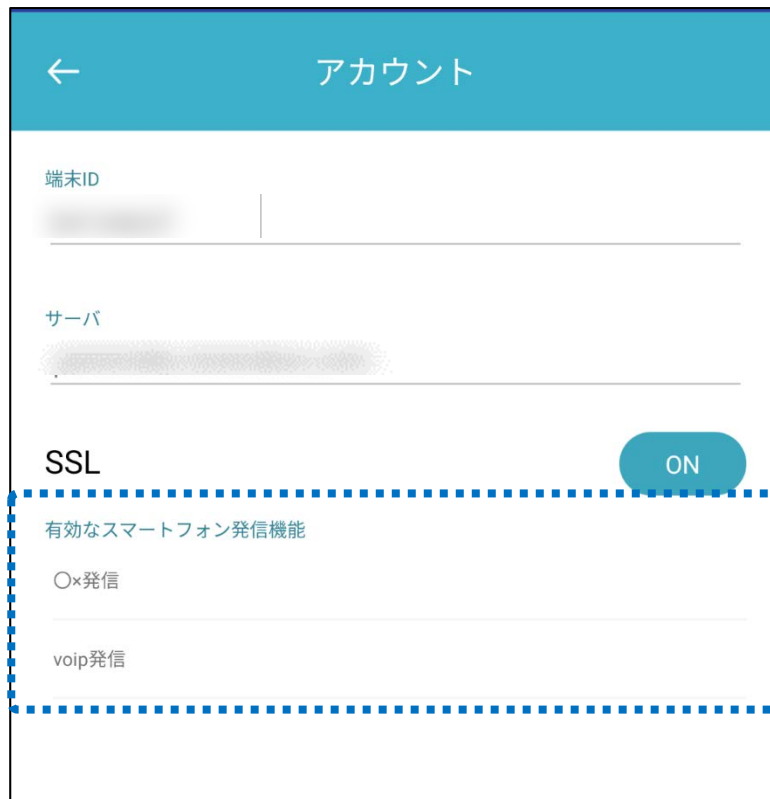 アカウント
端末ID
サーバ
SSL
ON
有効なスマートフォン発信機能
〇×発信
voip発信